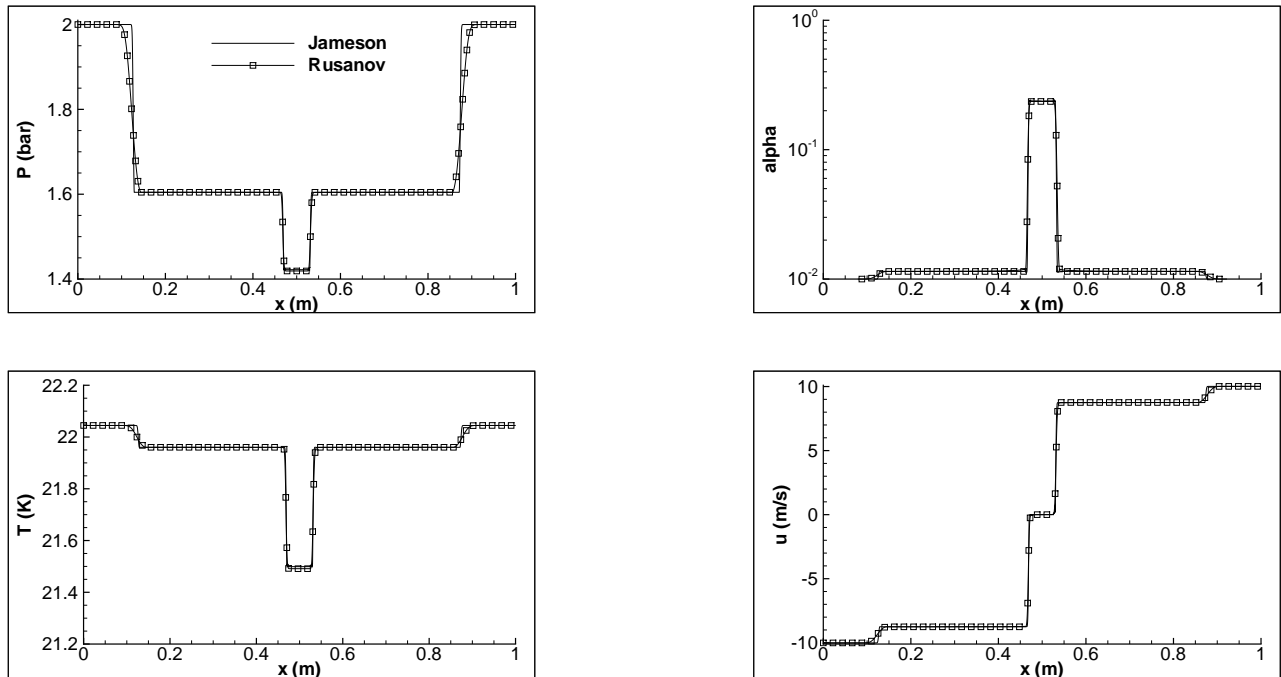 P (bar)
2
1.8
1.6
1.4
0 0.2 0.4 0.6 0.8 1
x (m)
Jameson
Rusanov
alpha
10^0
10^-1
10^-2
0 0.2 0.4 0.6 0.8 1
x (m)
T (K)
22.2
22
21.8
21.6
21.4
21.2
0 0.2 0.4 0.6 0.8 1
x (m)
u (m/s)
10
5
0
-5
-10
0 0.2 0.4 0.6 0.8 1
x (m)